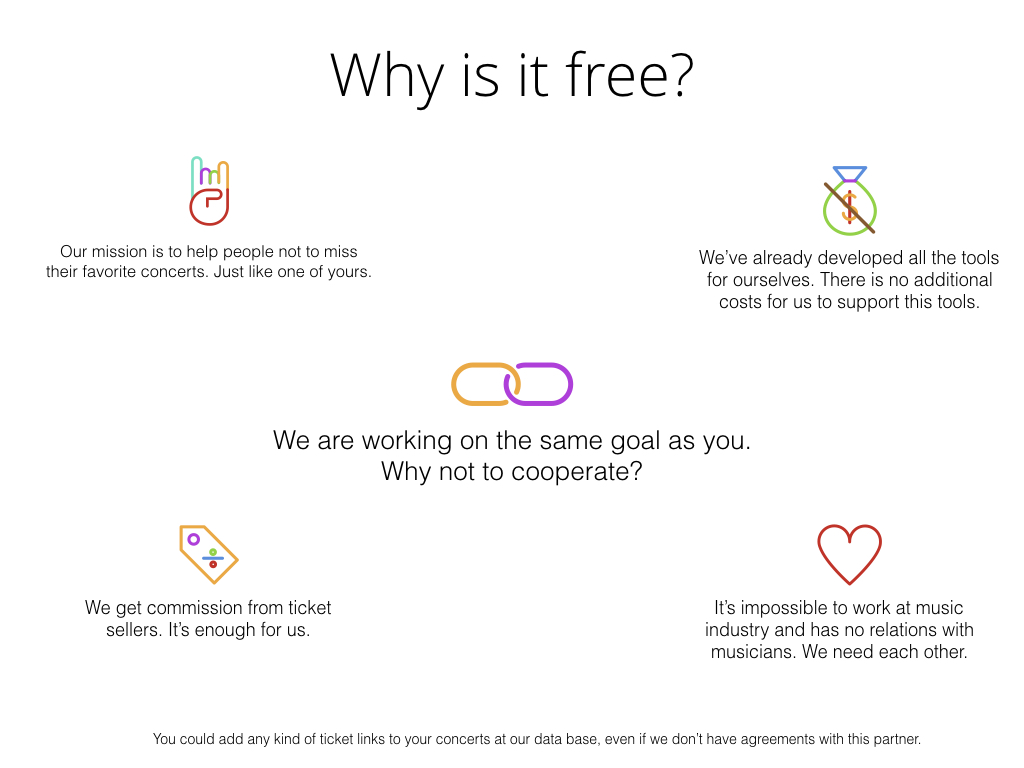 Why is it free?
Our mission is to help people not to miss
their favorite concerts. Just like one of yours.
We’ve already developed all the tools
for ourselves. There is no additional
costs for us to support this tools.
We are working on the same goal as you.
Why not to cooperate?
We get commission from ticket
sellers. It’s enough for us.
It’s impossible to work at music
industry and has no relations with
musicians. We need each other.
You could add any kind of ticket links to your concerts at our data base, even if we don’t have agreements with this partner.